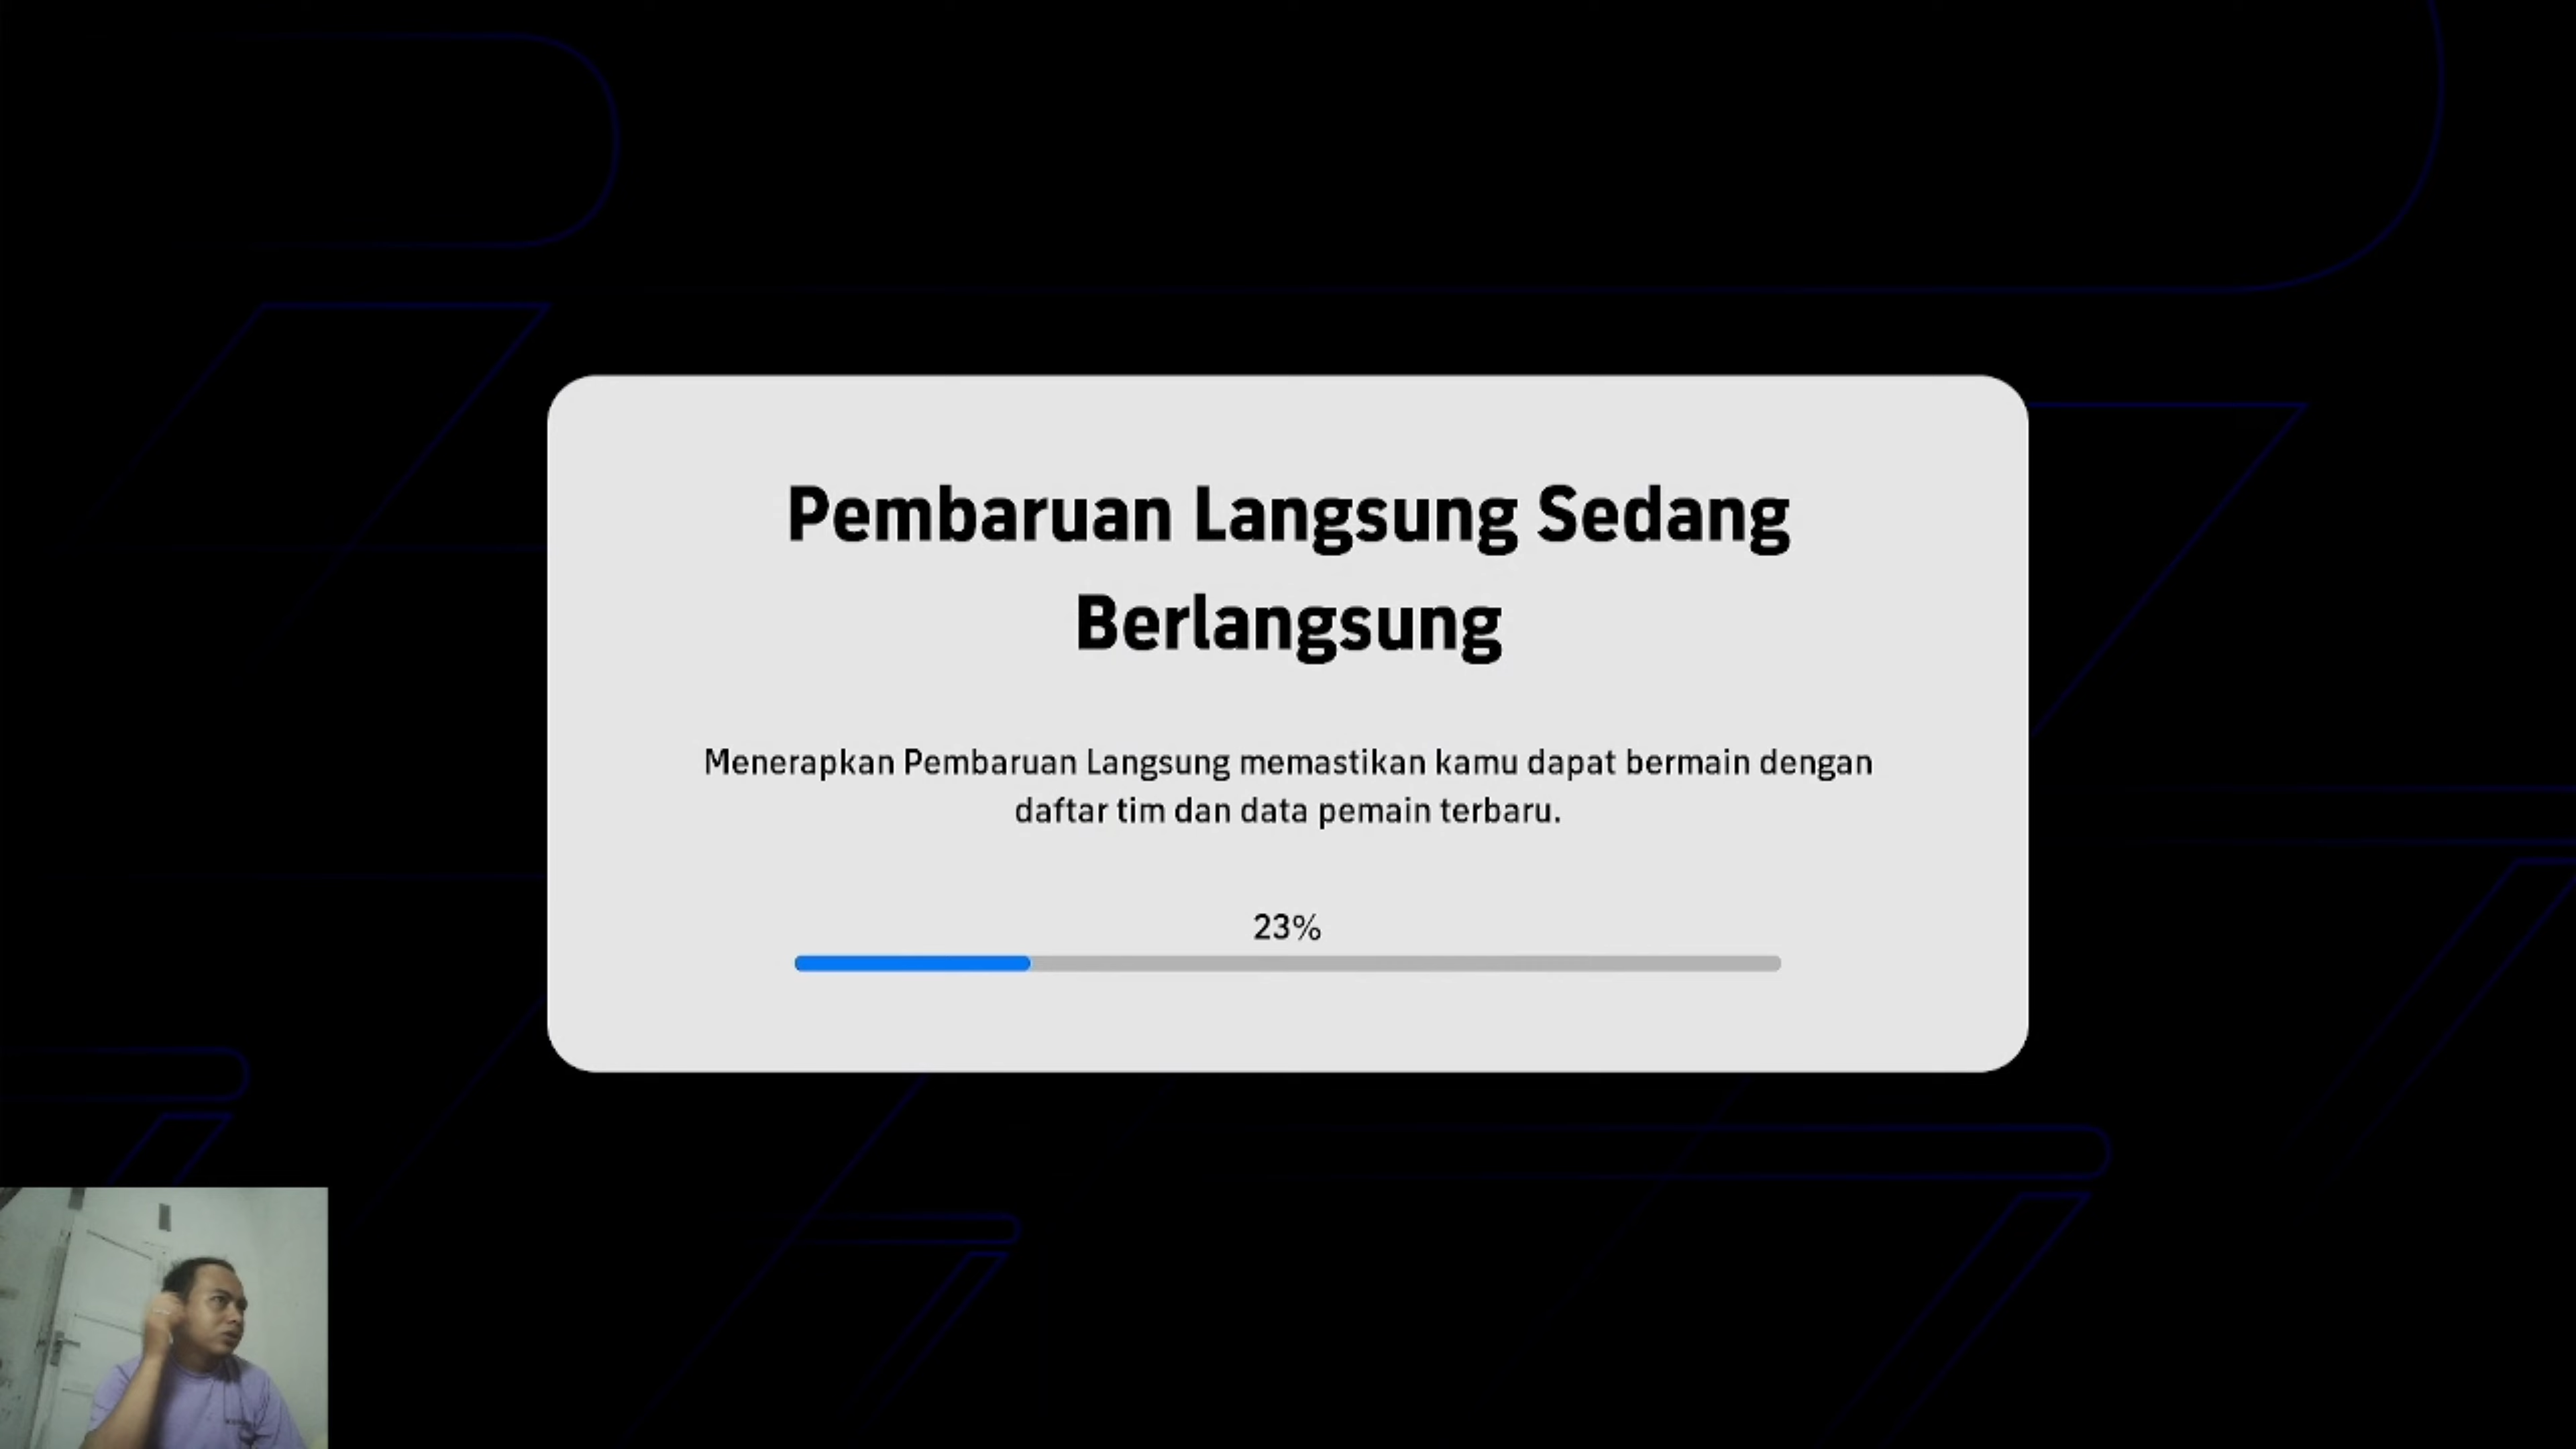 Pembaruan Langsung Sedang
Berlangsung
Menerapkan Pembaruan Langsung memastikan kamu dapat bermain dengan
daftar tim dan data pemain terbaru.
23%